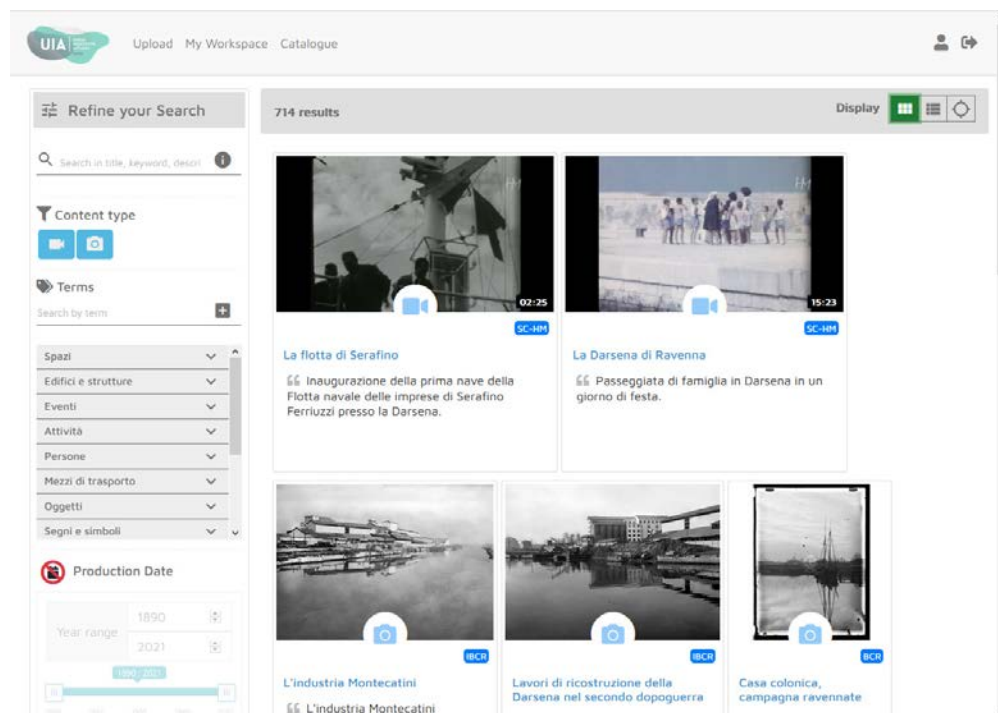 UIA
Upload My Workspace Catalogue
Refine your Search
714 results
Display
Search in title, keyword, descri
Content type
Terms
Search by term
Spazi
Edifici e strutture
Eventi
Attività
Persone
Mezzi di trasporto
Oggetti
Segni e simboli
Production Date
Year range
1890
2021
1890 : 2021
HM
02:25
SC-HM
La flotta di Serafino
Inaugurazione della prima nave della
Flotta navale delle imprese di Serafino
Ferriuzzi presso la Darsena.
HM
15:23
SC-HM
La Darsena di Ravenna
Passeggiata di famiglia in Darsena in un
giorno di festa.
IBCR
L'industria Montecatini
L'industria Montecatini
IBCR
Lavori di ricostruzione della
Darsena nel secondo dopoguerra
BCR
Casa colonica,
campagna ravennate